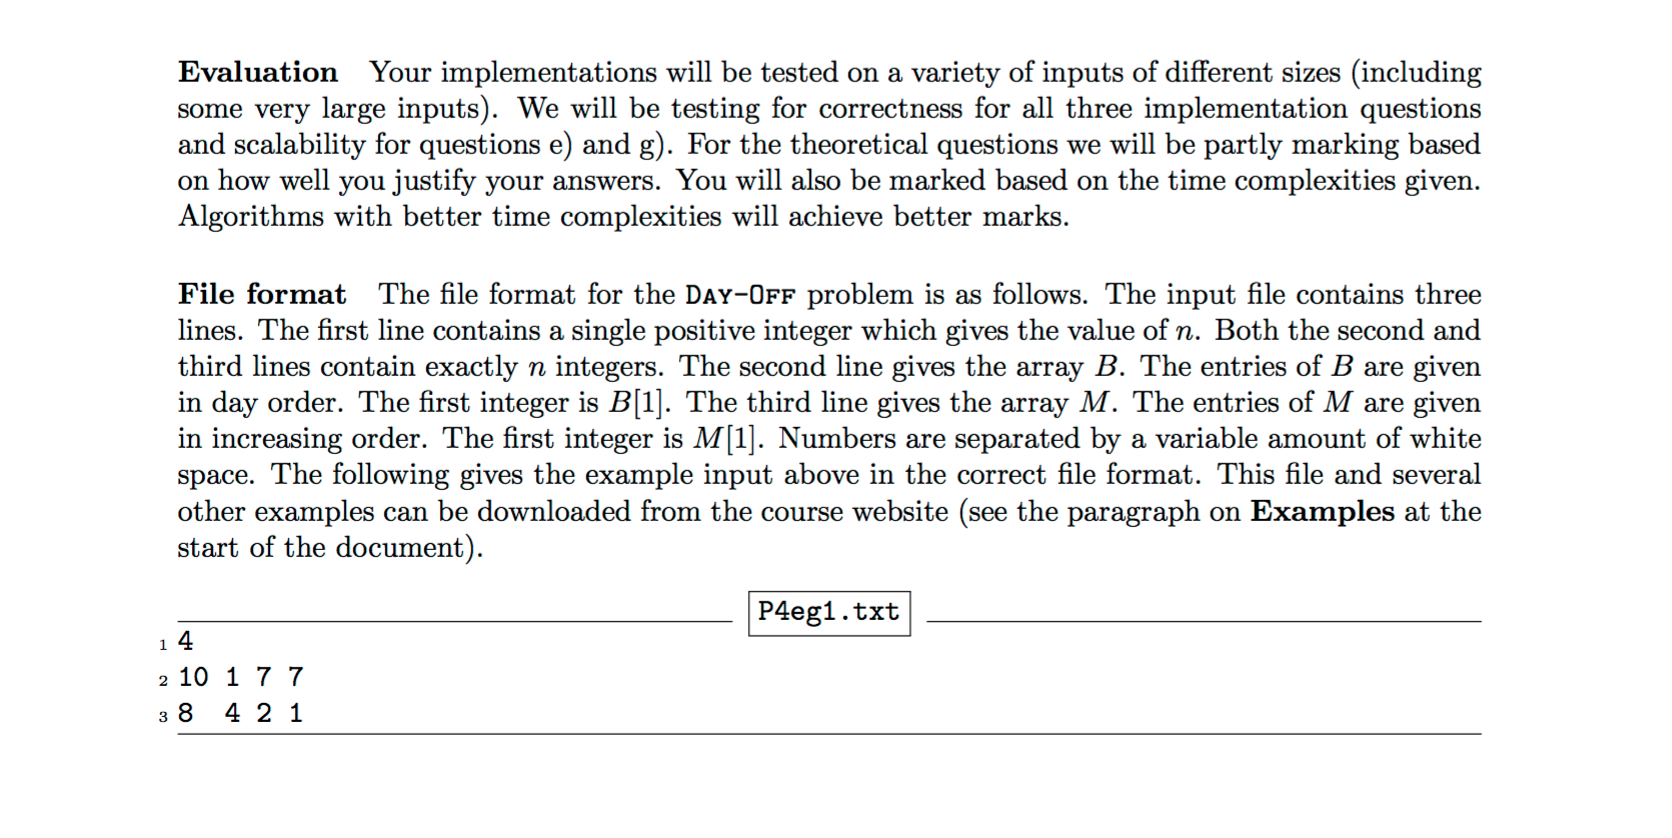 Evaluation Your implementations will be tested on a variety of inputs of different sizes (including
some very large inputs). We will be testing for correctness for all three implementation questions
and scalability for questions e) and g). For the theoretical questions we will be partly marking based
on how well you justify your answers. You will also be marked based on the time complexities given.
Algorithms with better time complexities will achieve better marks.
File format The file format for the DAY-OFF problem is as follows. The input file contains three
lines. The first line contains a single positive integer which gives the value of n. Both the second and
third lines contain exactly n integers. The second line gives the array B. The entries of B are given
in day order. The first integer is B[1]. The third line gives the array M. The entries of M are given
in increasing order. The first integer is M[1]. Numbers are separated by a variable amount of white
space. The following gives the example input above in the correct file format. This file and several
other examples can be downloaded from the course website (see the paragraph on Examples at the
start of the document).
P4eg1.txt
1 4
2 10 1 7 7
3 8 4 2 1